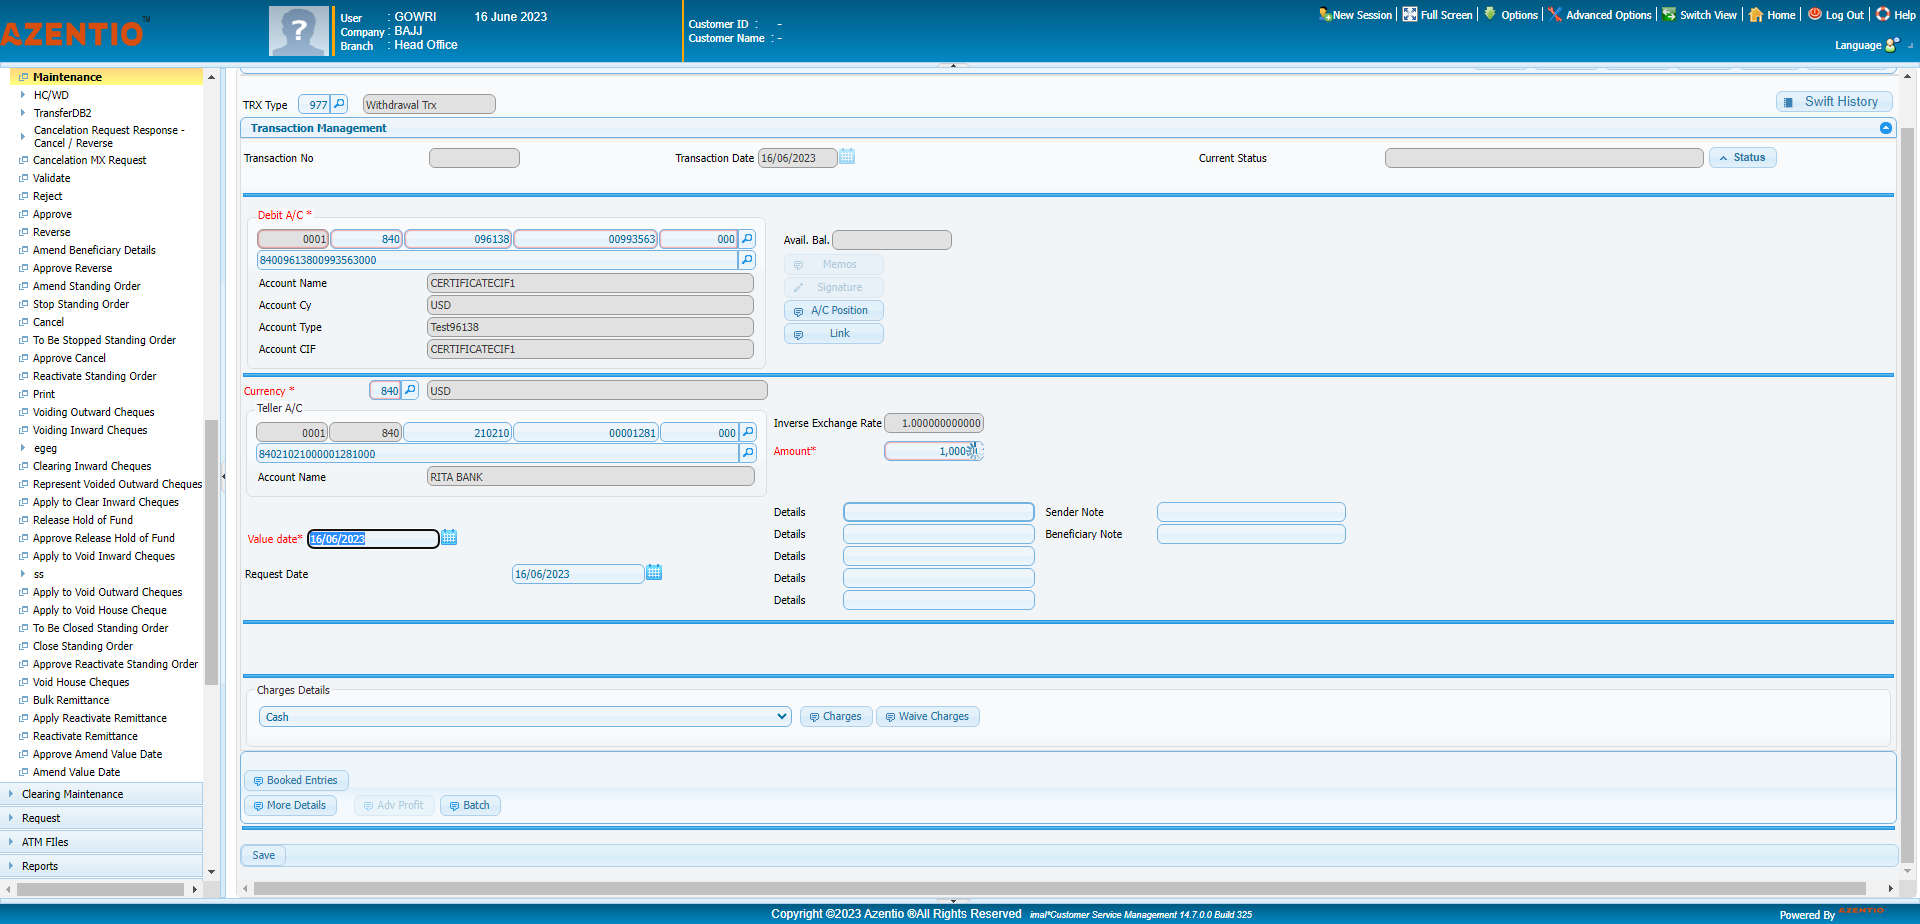 AZENTIO™
User : GOWRI 16 June 2023
Company : BAJJ
Branch : Head Office
Customer ID : -
Customer Name : -
New Session Full Screen Options Advanced Options Switch View Home Log Out Help
Language
Maintenance
HC/WD
TransferDB2
Cancelation Request Response -
Cancel / Reverse
Cancelation MX Request
Validate
Reject
Approve
Reverse
Amend Beneficiary Details
Approve Reverse
Amend Standing Order
Stop Standing Order
Cancel
To Be Stopped Standing Order
Approve Cancel
Reactivate Standing Order
Print
Voiding Outward Cheques
Voiding Inward Cheques
egeg
Clearing Inward Cheques
Represent Voided Outward Cheques
Apply to Clear Inward Cheques
Release Hold of Fund
Approve Release Hold of Fund
Apply to Void Inward Cheques
ss
Apply to Void Outward Cheques
Apply to Void House Cheque
To Be Closed Standing Order
Close Standing Order
Approve Reactivate Standing Order
Void House Cheques
Bulk Remittance
Apply Reactivate Remittance
Reactivate Remittance
Approve Amend Value Date
Amend Value Date
Clearing Maintenance
Request
ATM FIles
Reports
TRX Type 977 Withdrawal Trx
Swift History
Transaction Management
Transaction No Transaction Date 16/06/2023 Current Status Status
Debit A/C *
0001 840 096138 00993563 000
84009613800993563000
Account Name CERTIFICATECIF1
Account Cy USD
Account Type Test96138
Account CIF CERTIFICATECIF1
Avail. Bal.
Memos
Signature
A/C Position
Link
Currency * 840 USD
Teller A/C
0001 840 210210 00001281 000
84021021000001281000
Account Name RITA BANK
Inverse Exchange Rate 1.000000000000
Amount*
Value date* 16/06/2023
Request Date 16/06/2023
Details Sender Note
Details Beneficiary Note
Details
Details
Details
Charges Details
Cash Charges Waive Charges
Booked Entries
More Details Adv Profit Batch
Save
Copyright ©2023 Azentio ®All Rights Reserved imal*Customer Service Management 14.7.0.0 Build 325
Powered By AZENTIO